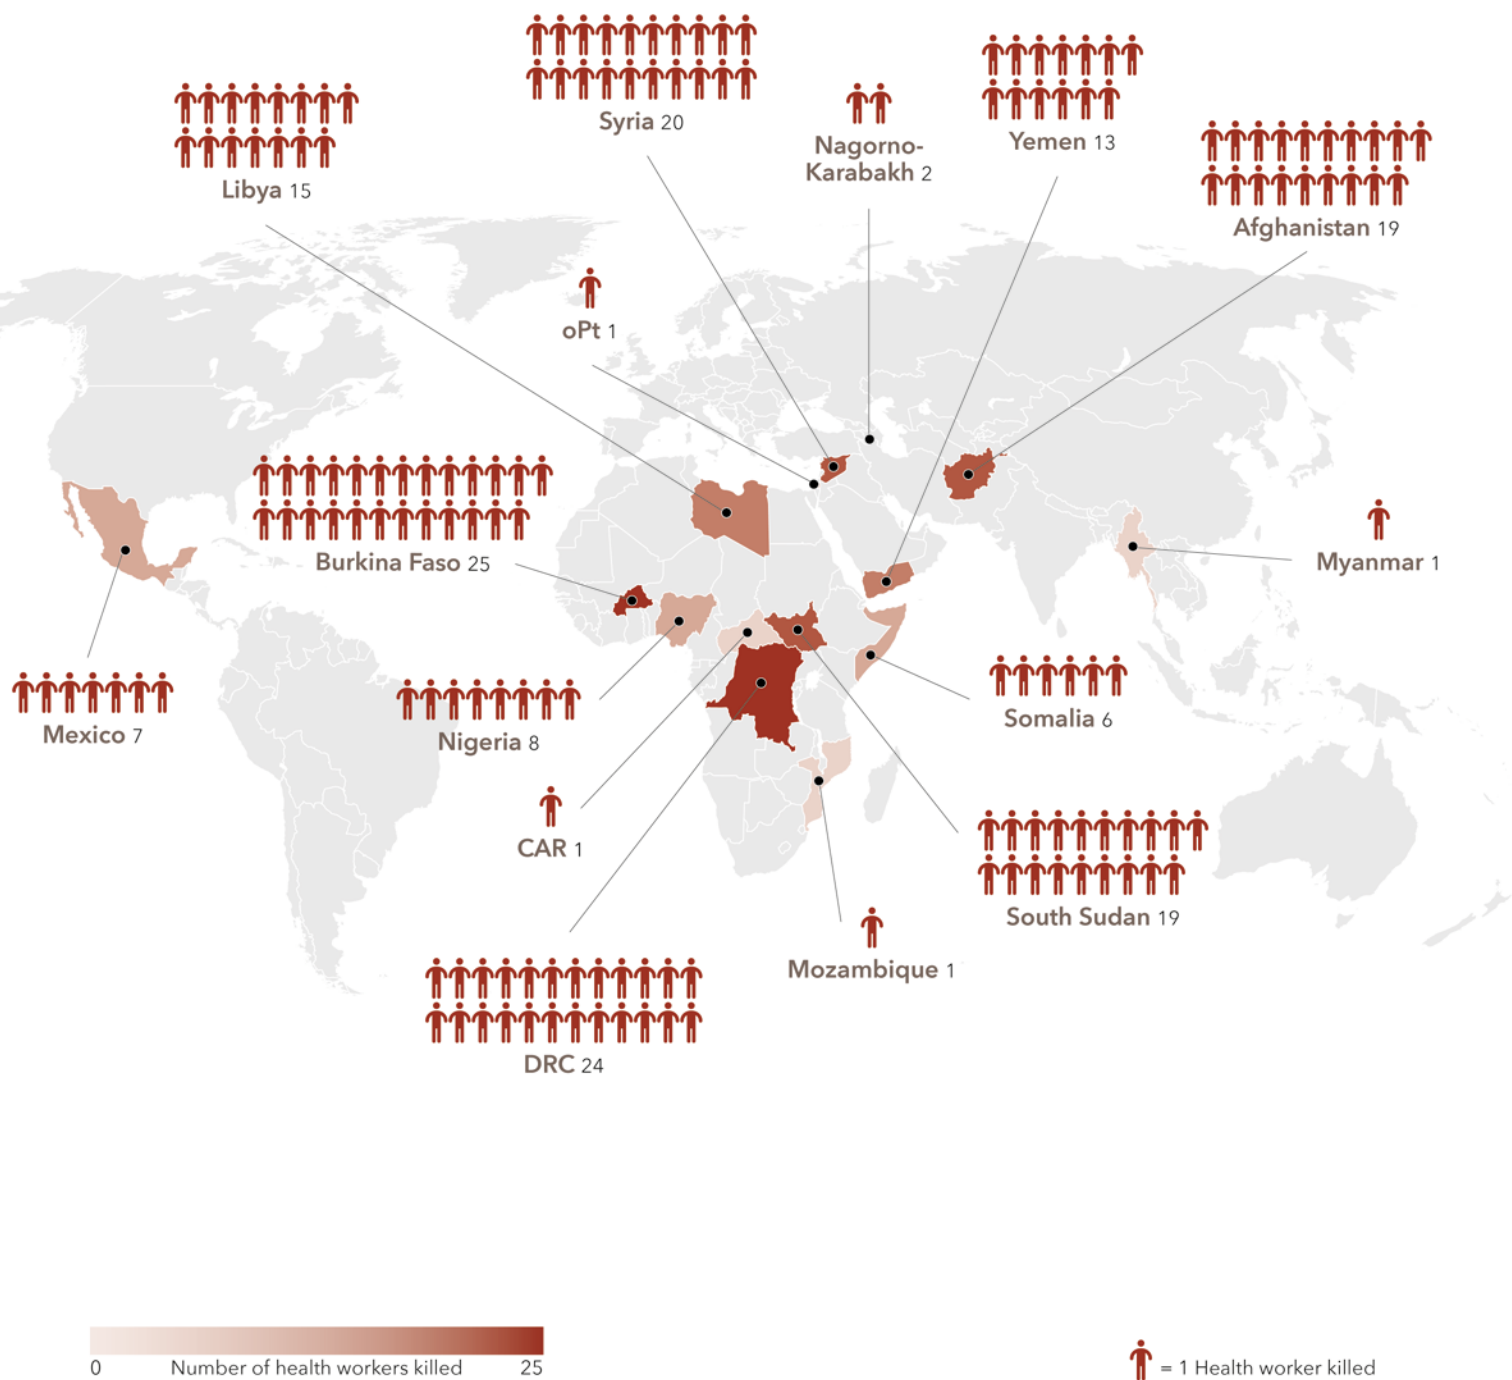 Syria 20
Nagorno-
Karabakh 2
Yemen 13
Libya 15
Afghanistan 19
oPt 1
Burkina Faso 25
Myanmar 1
Mexico 7
Nigeria 8
Somalia 6
CAR 1
South Sudan 19
Mozambique 1
DRC 24
0 Number of health workers killed 25
= 1 Health worker killed